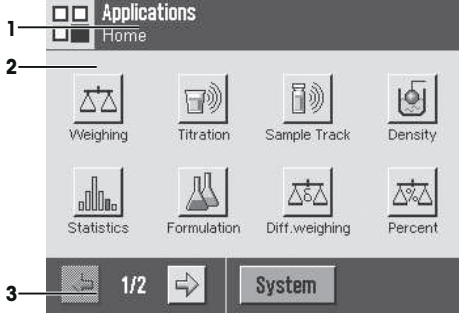 Applications
1
Home
2
Weighing Titration Sample Track Density
Statistics Formulation Diff.weighing Percent
3
1/2 System